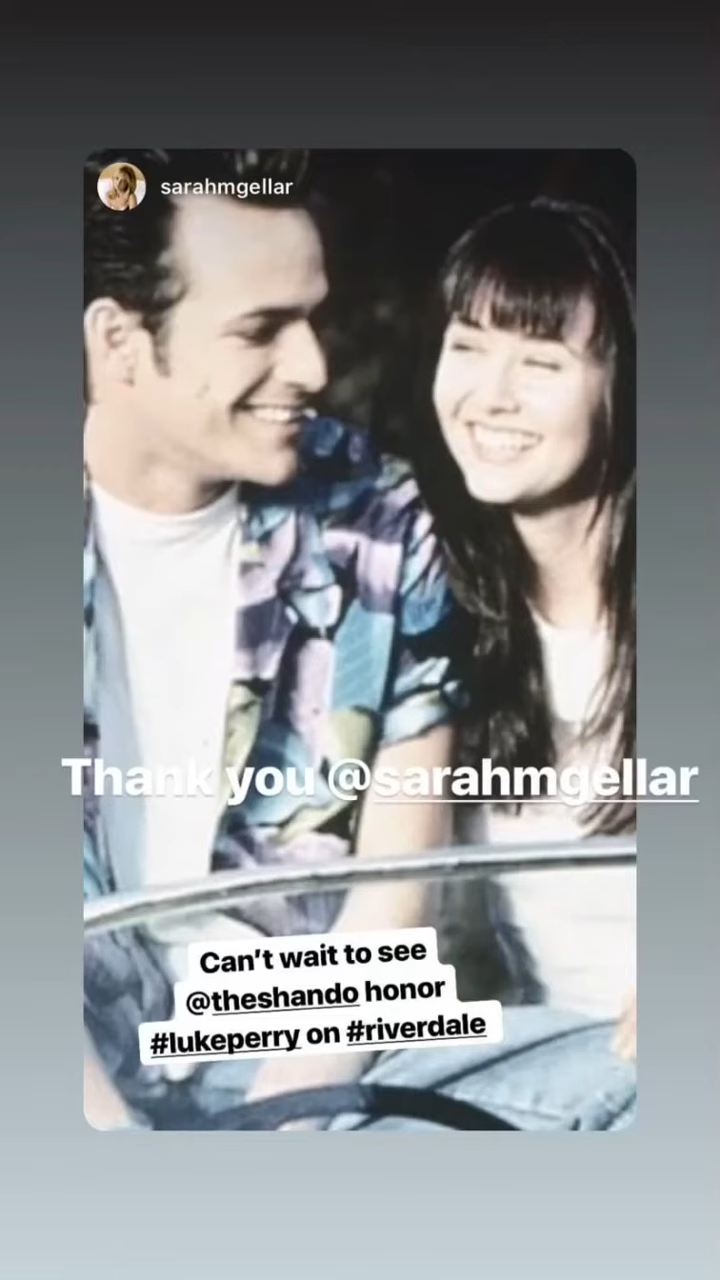 sarahmgellar
Thank you @sarahmgellar
Can’t wait to see
@theshando honor
#lukeperry on #riverdale